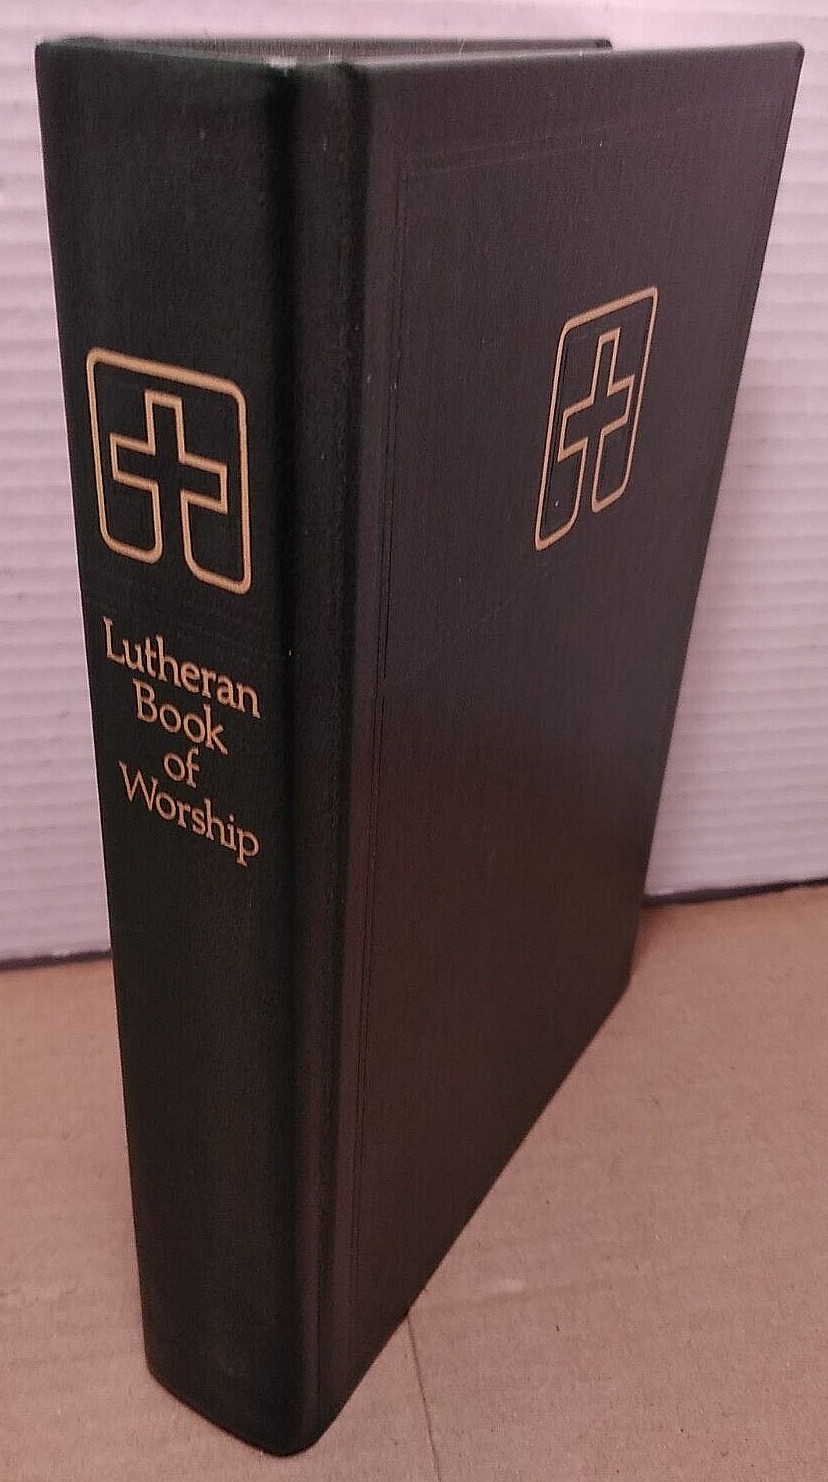 Lutheran
Book
of
Worship